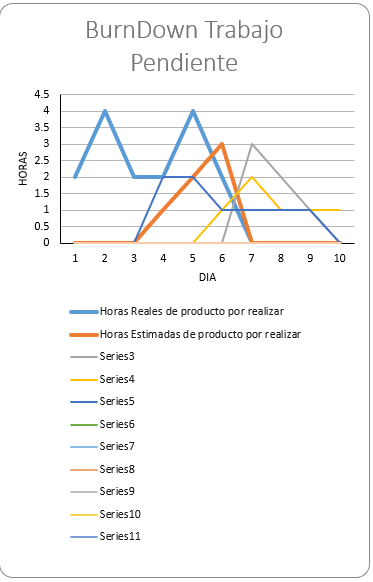 BurnDown Trabajo
Pendiente
4.5
4
3.5
3
2.5
2
1.5
1
0.5
0
HORAS
1 2 3 4 5 6 7 8 9 10
DIA
Horas Reales de producto por realizar
Horas Estimadas de producto por realizar
Series3
Series4
Series5
Series6
Series7
Series8
Series9
Series10
Series11